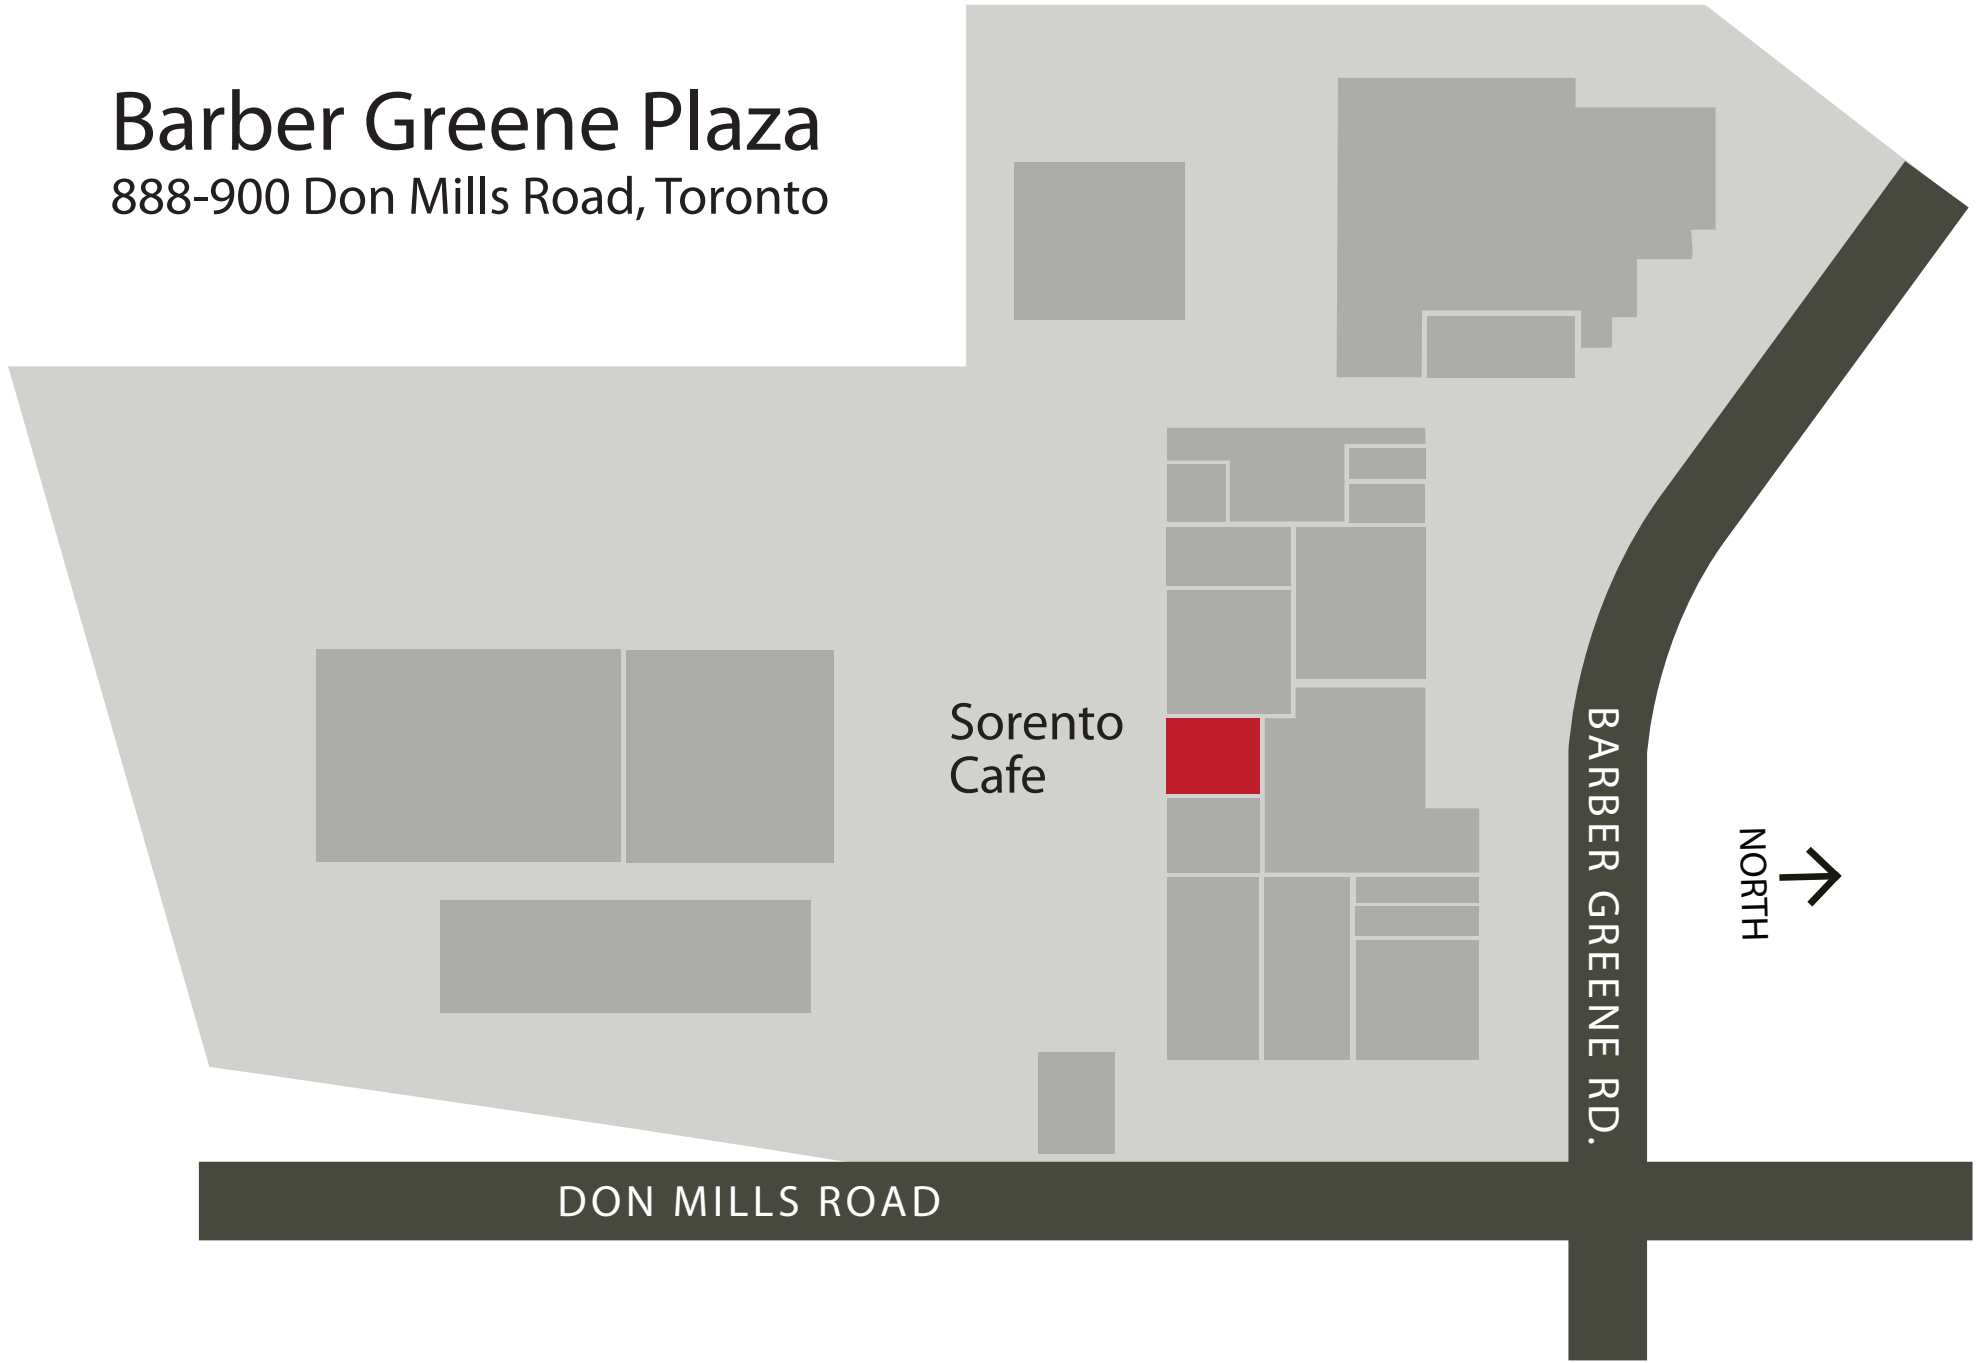 Barber Greene Plaza
888-900 Don Mills Road, Toronto
Sorento
Cafe
BARBER GREENE RD.
NORTH
DON MILLS ROAD